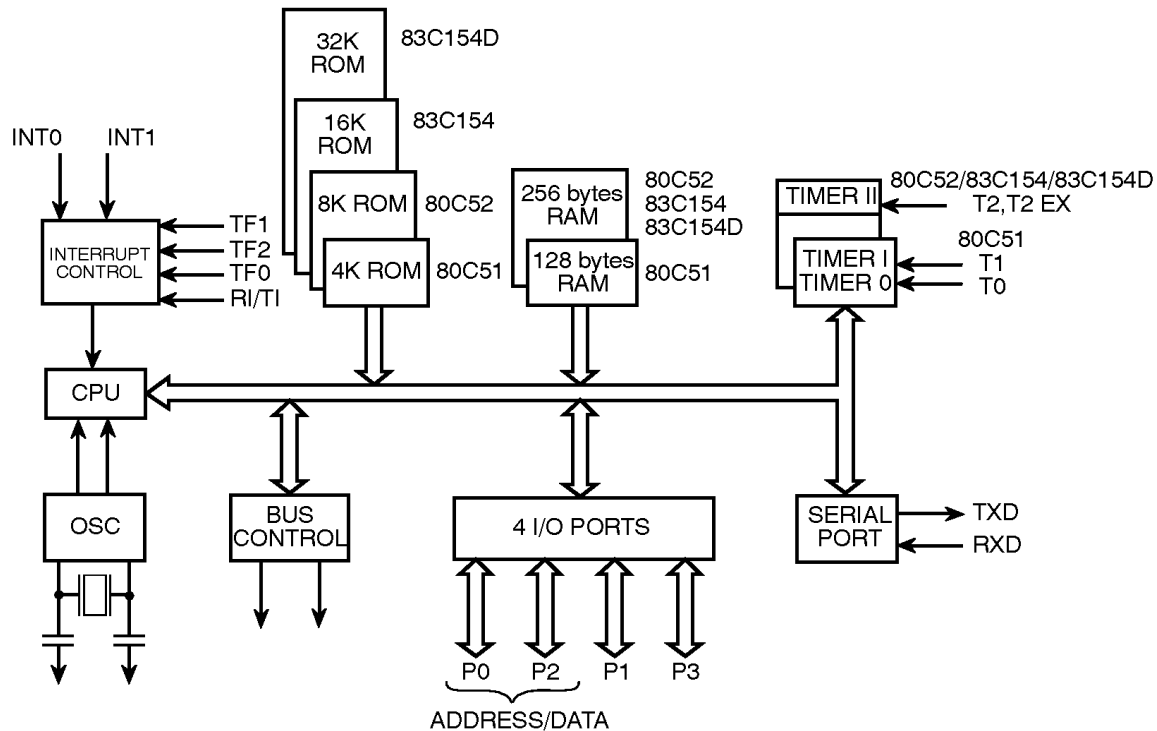 32K
ROM
83C154D
16K
ROM
83C154
8K ROM
80C52
4K ROM
80C51
INT0
INT1
INTERRUPT
CONTROL
TF1
TF2
TF0
RI/TI
256 bytes
RAM
80C52
83C154
83C154D
128 bytes
RAM
80C51
TIMER II
80C52/83C154/83C154D
T2,T2 EX
80C51
TIMER I
TIMER 0
T1
T0
CPU
OSC
BUS
CONTROL
4 I/O PORTS
SERIAL
PORT
TXD
RXD
P0
P2
P1
P3
ADDRESS/DATA